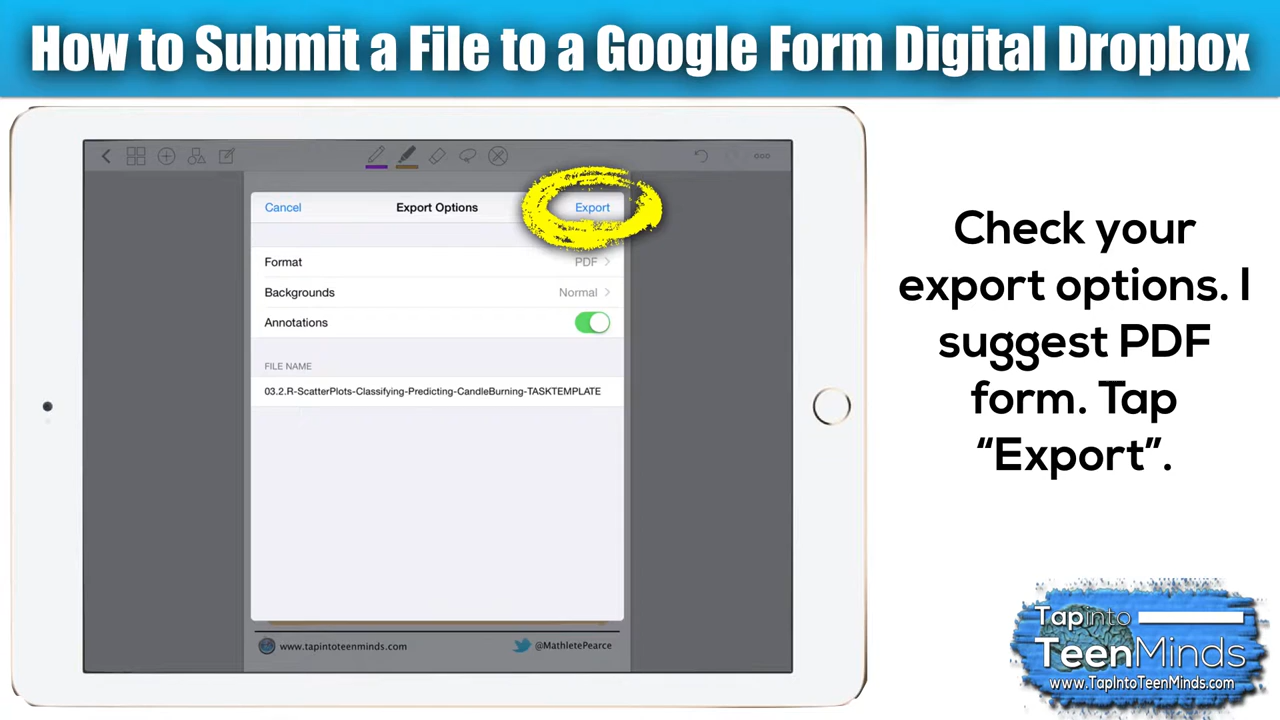 How to Submit a File to a Google Form Digital Dropbox
Cancel
Export Options
Export
Format
PDF
Backgrounds
Normal
Annotations
FILE NAME
03.2.R-ScatterPlots-Classifying-Predicting-CandleBurning-TASKTEMPLATE
www.tapintoteenminds.com
@MathletePearce
Check your
export options. I
suggest PDF
form. Tap
“Export”.
Tap into
TeenMinds
www.TapIntoTeenMinds.com